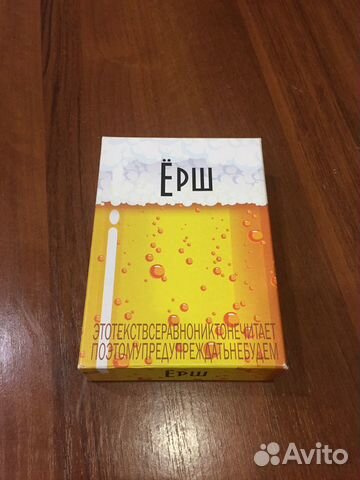 Ёрш
ЭТОТЕКСТВСЕРАВНОНИКТОНЕЧИТАЕТ
ПОЭТОМУПРЕДУПРЕЖДАТЬНЕБУДЕМ
Ёрш
Avito